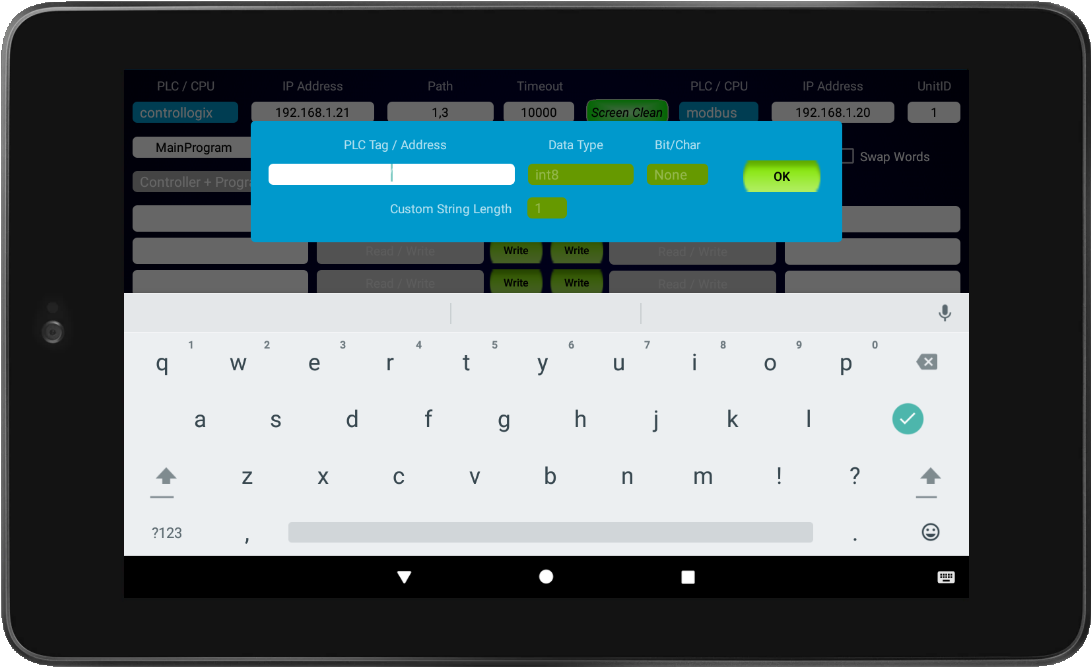 PLC / CPU IP Address Path Timeout PLC / CPU IP Address UnitID
controllogix 192.168.1.21 1,3 10000 Screen Clean modbus 192.168.1.20 1
MainProgram Swap Words
Controller +
PLC Tag / Address Data Type Bit/Char
int8 None OK
Custom String Length 1
Read / Write Write Write Read / Write
Read / Write Write Write Read / Write
1 2 3 4 5 6 7 8 9 0
q w e r t y u i o p
a s d f g h j k l
z x c v b n m ! ?
?123 , .